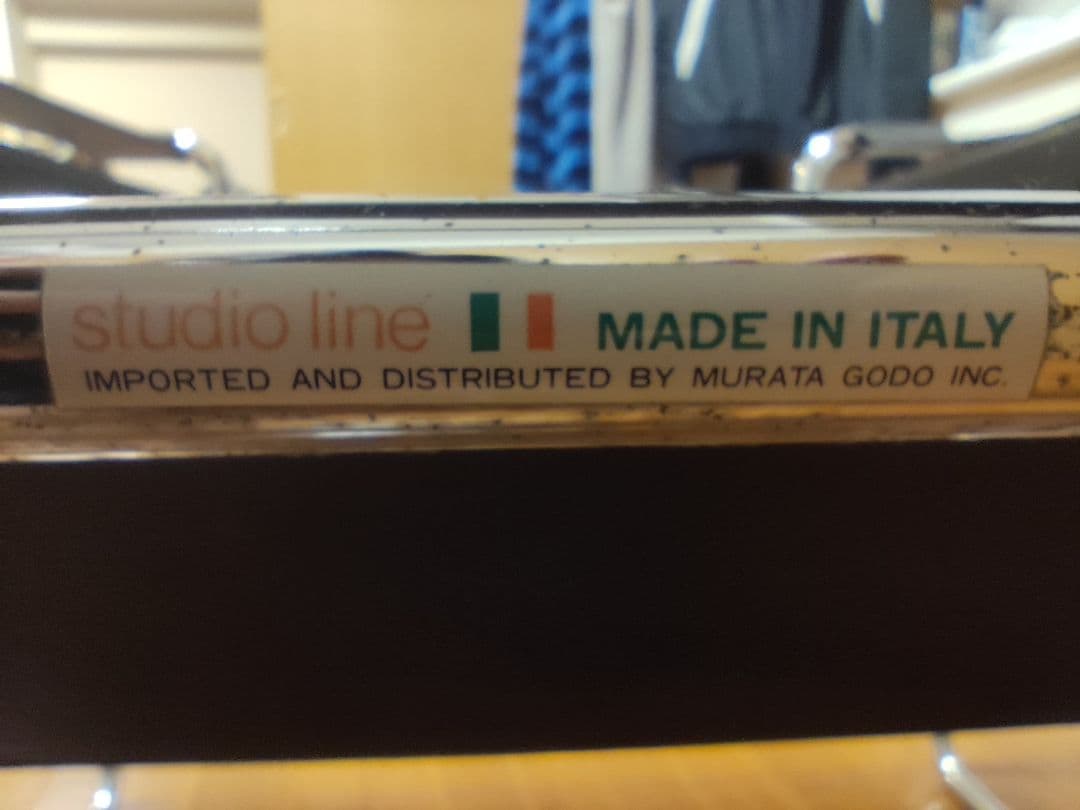 studio line MADE IN ITALY
IMPORTED AND DISTRIBUTED BY MURATA GODO INC.